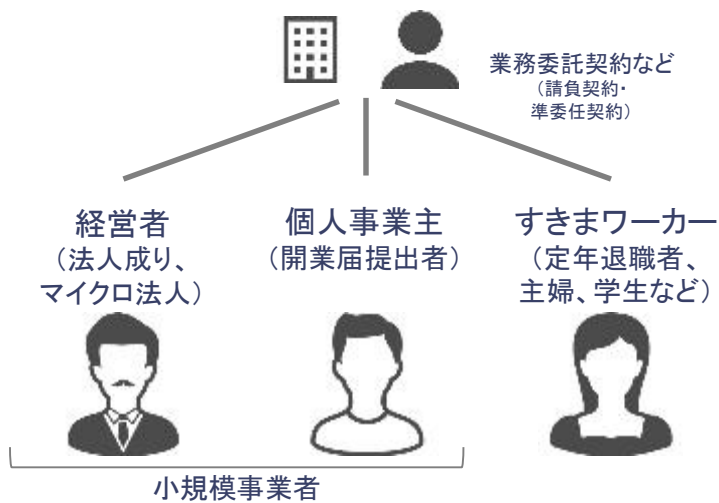 業務委託契約など
（請負契約・
準委任契約）
経営者
（法人成り、
マイクロ法人）
個人事業主
（開業届提出者）
すきまワーカー
（定年退職者、
主婦、学生など）
小規模事業者